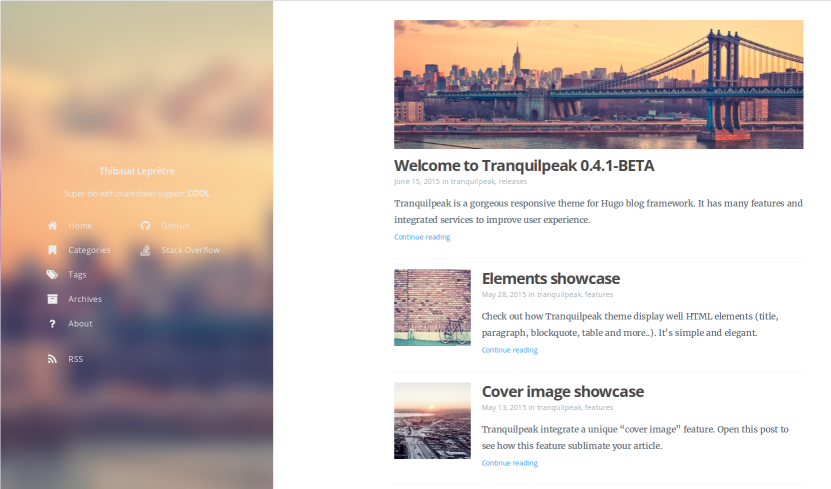 Thibaud Leprêtre
Super bio with markdown support COOL
Home
GitHub
Categories
Stack Overflow
Tags
Archives
About
RSS
Welcome to Tranquilpeak 0.4.1-BETA
June 15, 2015 in tranquilpeak, releases
Tranquilpeak is a gorgeous responsive theme for Hugo blog framework. It has many features and
integrated services to improve user experience.
Continue reading
Elements showcase
May 28, 2015 in tranquilpeak, features
Check out how Tranquilpeak theme display well HTML elements (title,
paragraph, blockquote, table and more..). It's simple and elegant.
Continue reading
Cover image showcase
May 13, 2015 in tranquilpeak, features
Tranquilpeak integrate a unique “cover image” feature. Open this post to
see how this feature sublimate your article.
Continue reading